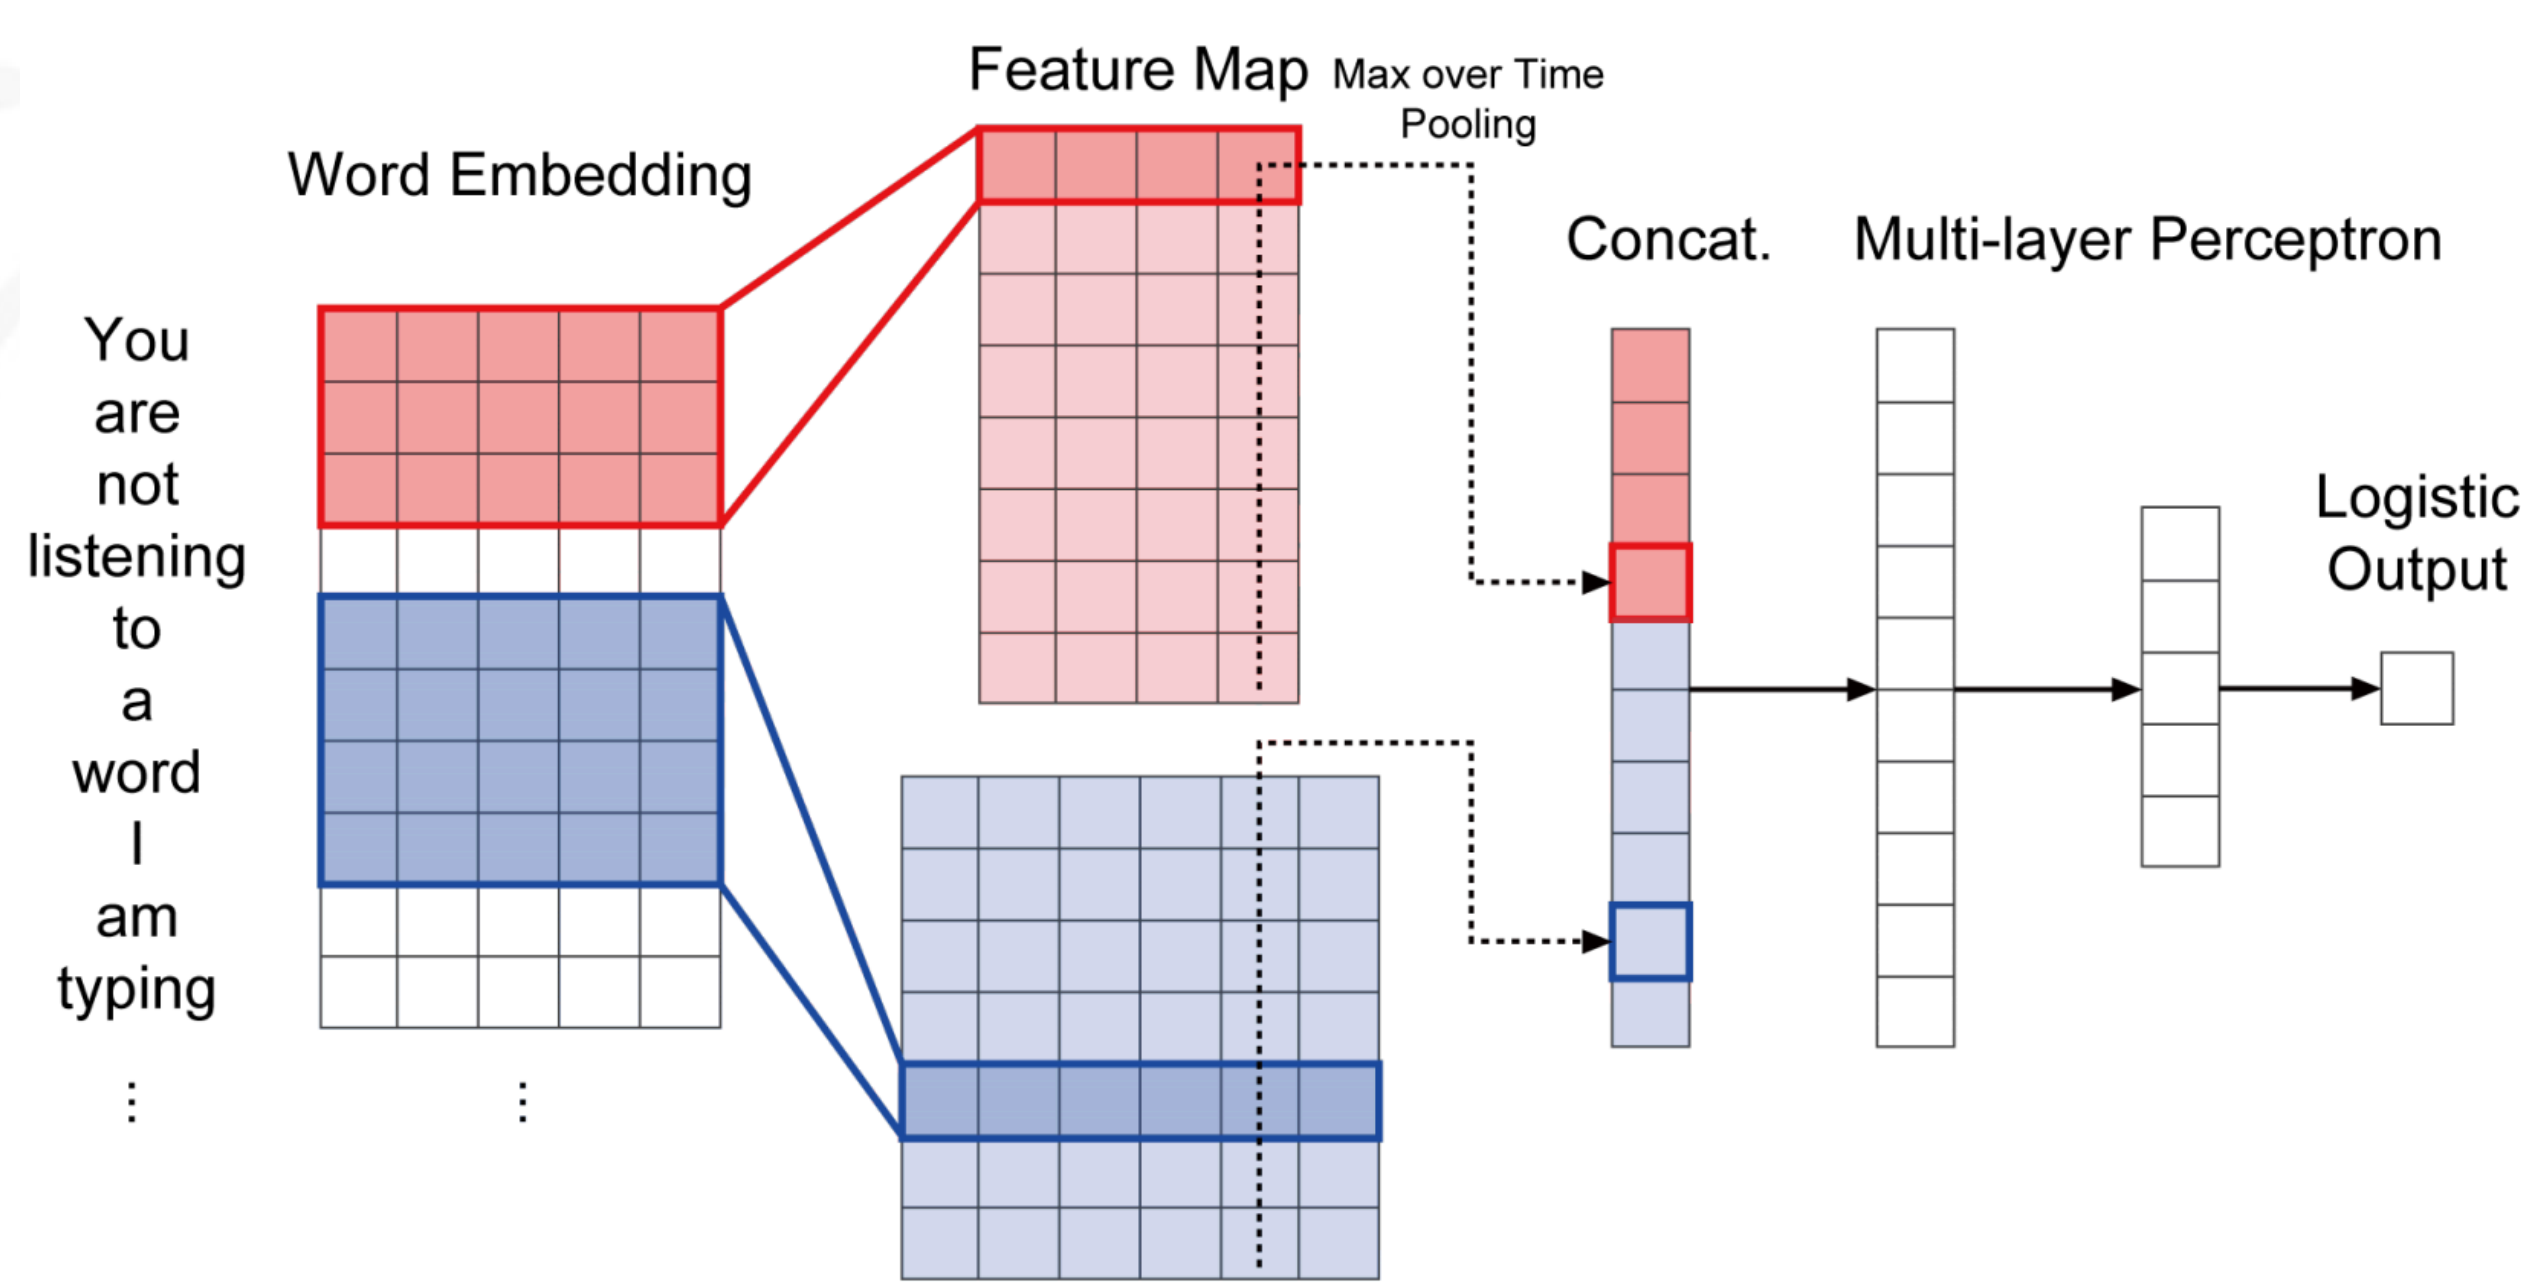 Word Embedding
Feature Map
Max over Time
Pooling
Concat.
Multi-layer Perceptron
Logistic
Output
You
are
not
listening
to
a
word
I
am
typing
⋮
⋮